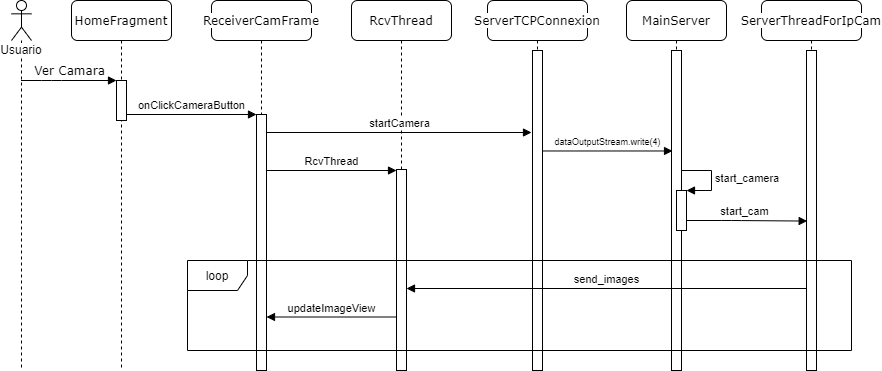 HomeFragment
ReceiverCamFrame
RcvThread
ServerTCPConnexion
MainServer
ServerThreadForIpCam
Usuario
Ver Camara
onClickCameraButton
startCamera
dataOutputStream.write(4)
RcvThread
start_camera
start_cam
loop
send_images
updateImageView